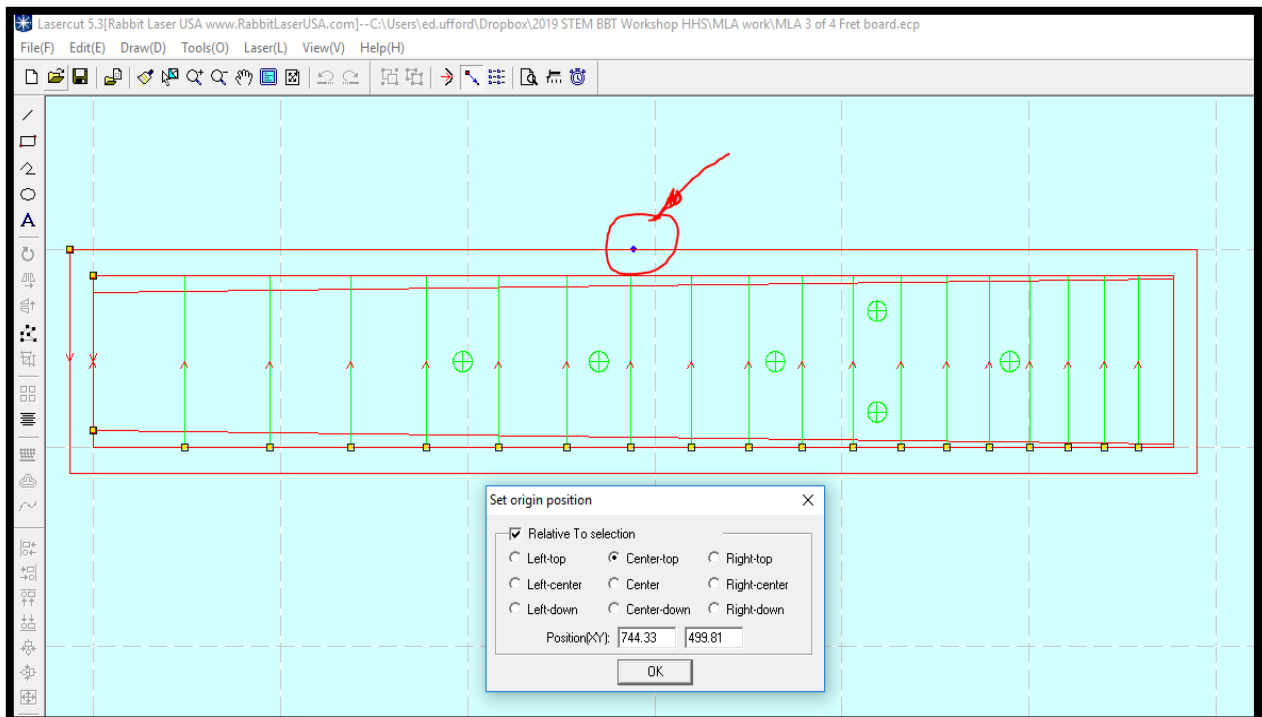 Lasercut 5.3[Rabbit Laser USA www.RabbitLaserUSA.com]--C:\Users\ed.ufford\Dropbox\2019 STEM BBT Workshop HHS\MLA work\MLA 3 of 4 Fret board.ecp
File(F) Edit(E) Draw(D) Tools(O) Laser(L) View(V) Help(H)
A
Set origin position
Relative To selection
Left-top Center-top Right-top
Left-center Center Right-center
Left-down Center-down Right-down
Position(XY): 744.33 499.81
OK